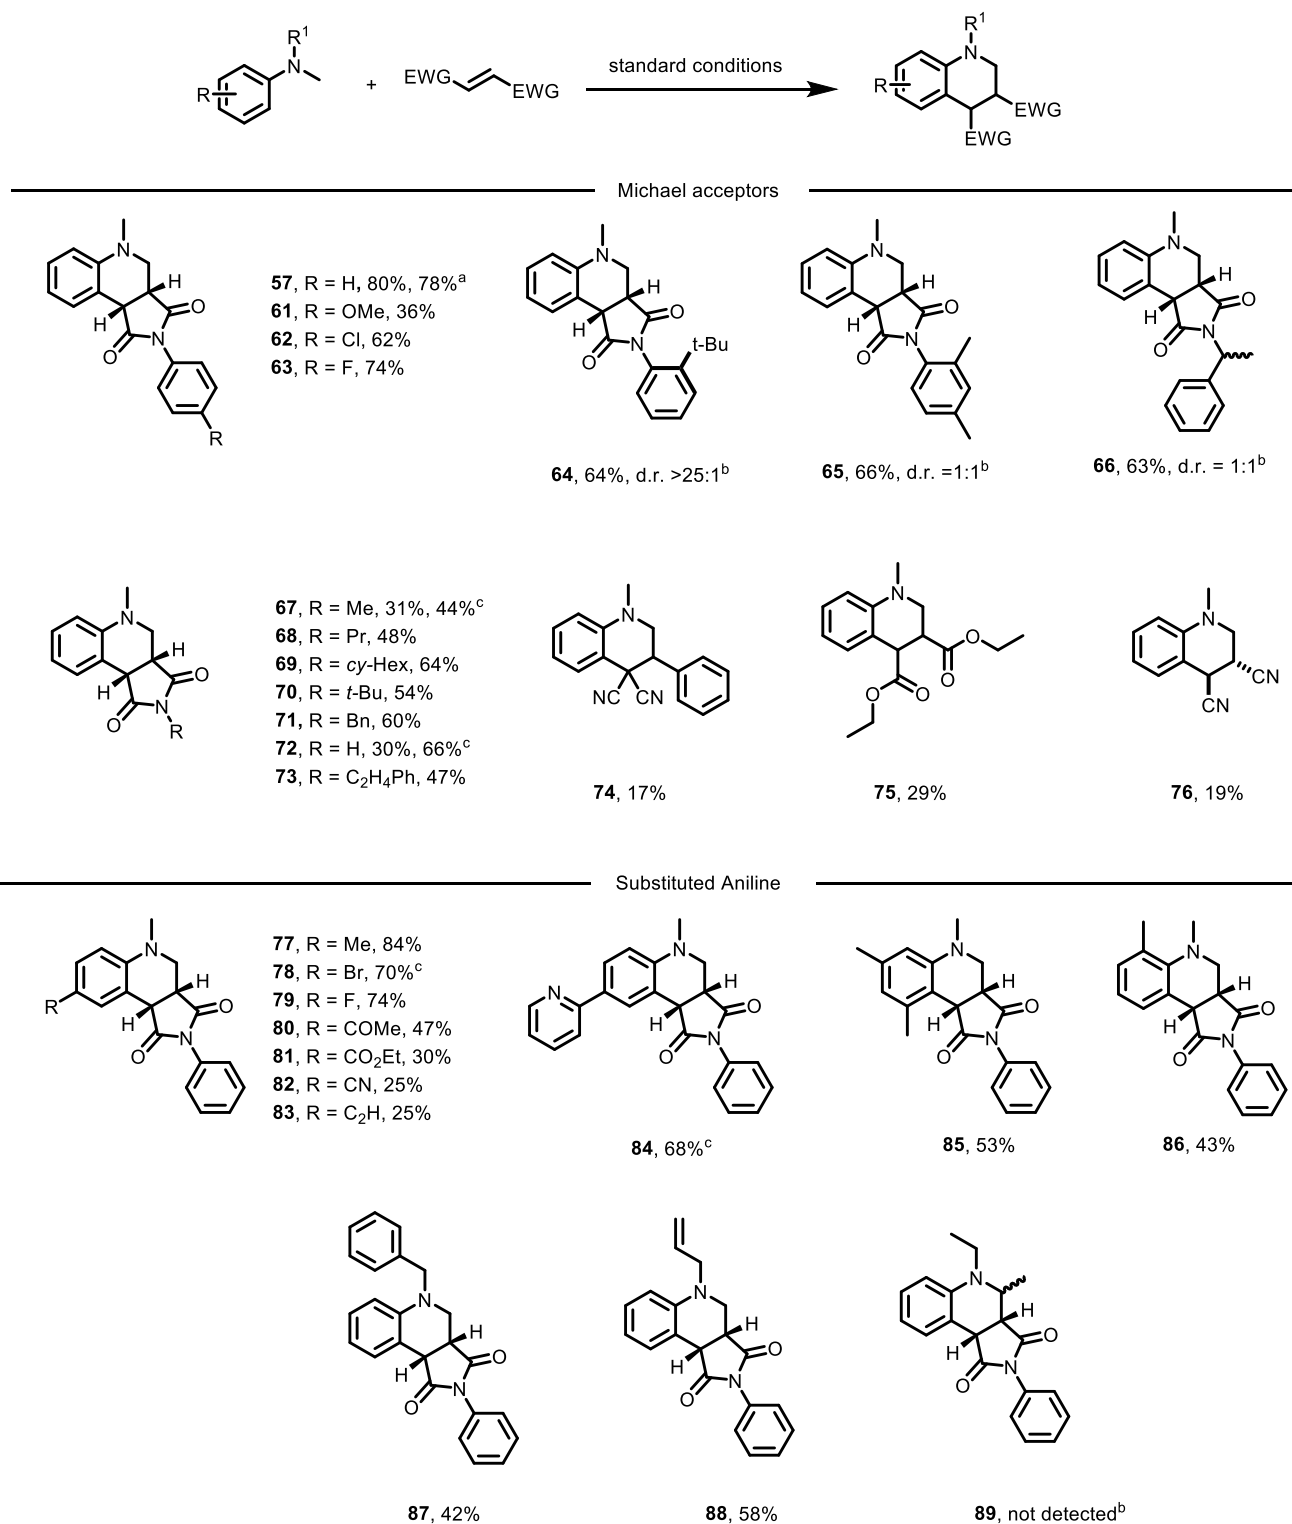 R¹
N
R
+
EWG
EWG
standard conditions
R¹
N
R
EWG
EWG
Michael acceptors
N
H
H
O
O
N
R
57, R = H, 80%, 78%ᵃ
61, R = OMe, 36%
62, R = Cl, 62%
63, R = F, 74%
N
H
H
O
O
N
t-Bu
64, 64%, d.r. >25:1ᵇ
N
H
H
O
O
N
65, 66%, d.r. =1:1ᵇ
N
H
H
O
O
N
66, 63%, d.r. = 1:1ᵇ
N
H
H
O
O
N
R
67, R = Me, 31%, 44%ᶜ
68, R = Pr, 48%
69, R = cy-Hex, 64%
70, R = t-Bu, 54%
71, R = Bn, 60%
72, R = H, 30%, 66%ᶜ
73, R = C₂H₄Ph, 47%
N
NC CN
74, 17%
N
O
O
O
O
75, 29%
N
CN
CN
76, 19%
Substituted Aniline
N
R
H
H
O
O
N
77, R = Me, 84%
78, R = Br, 70%ᶜ
79, R = F, 74%
80, R = COMe, 47%
81, R = CO₂Et, 30%
82, R = CN, 25%
83, R = C₂H, 25%
N
N
H
H
O
O
N
84, 68%ᶜ
N
H
H
O
O
N
85, 53%
N
H
H
O
O
N
86, 43%
N
H
H
O
O
N
87, 42%
N
H
H
O
O
N
88, 58%
N
H
H
O
O
N
89, not detectedᵇ